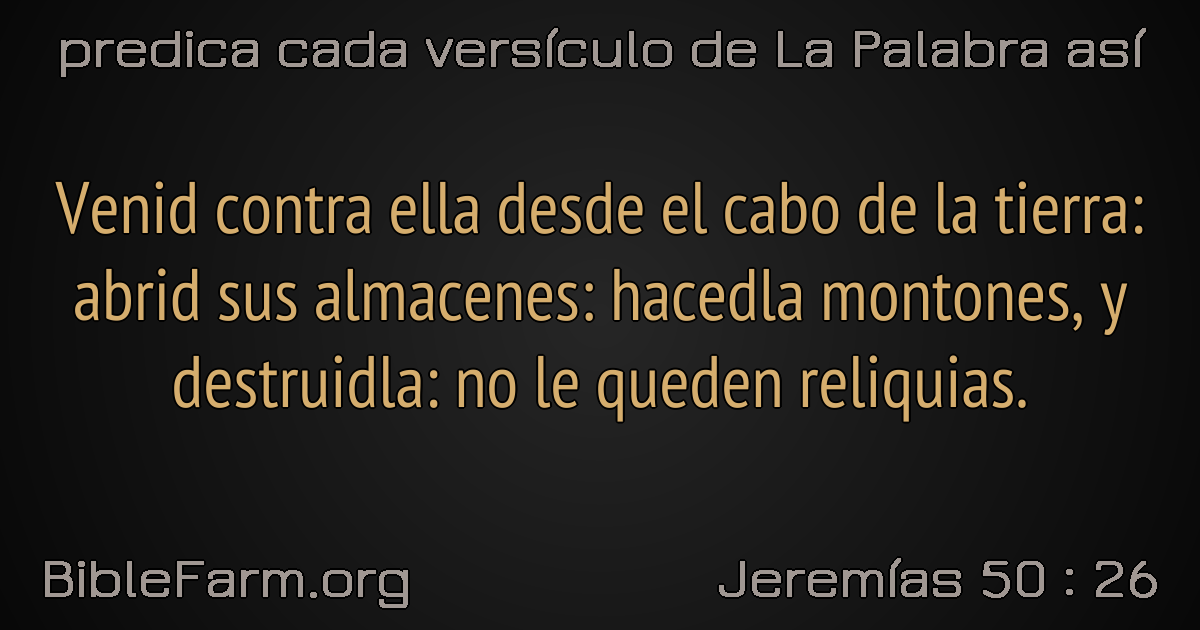 predica cada versículo de La Palabra así
Venid contra ella desde el cabo de la tierra:
abrid sus almacenes: hacedla montones, y
destruidla: no le queden reliquias.
BibleFarm.org
Jeremías 50 : 26